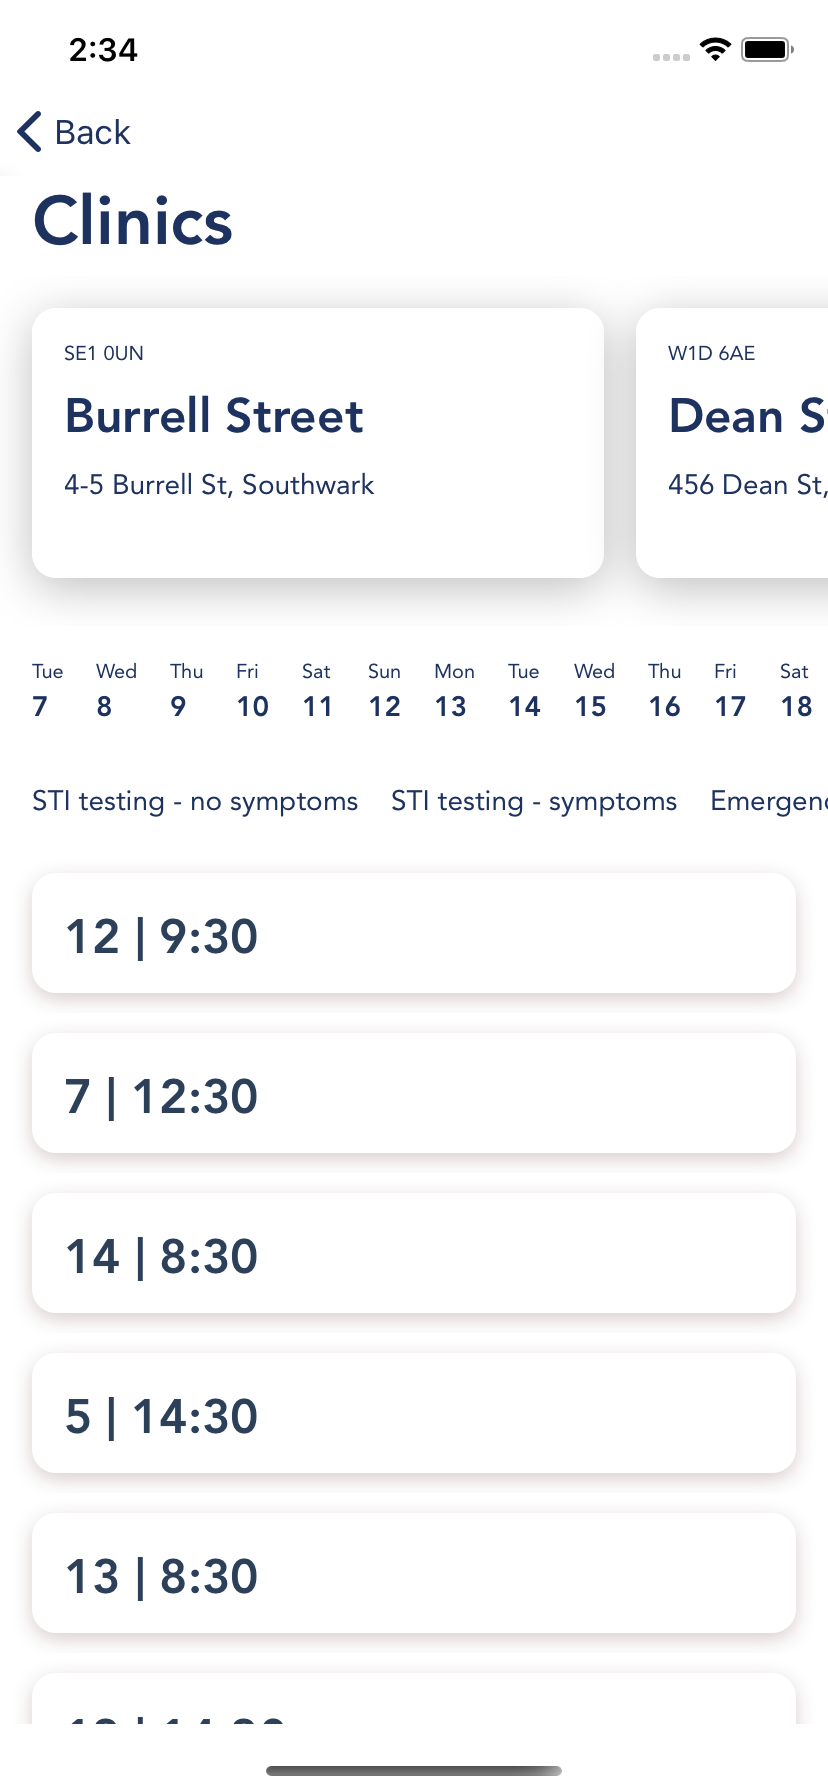 2:34
Back
Clinics
SE1 0UN
Burrell Street
4-5 Burrell St, Southwark
W1D 6AE
Dean
456 Dean St,
Tue Wed Thu Fri Sat Sun Mon Tue Wed Thu Fri Sat
7 8 9 10 11 12 13 14 15 16 17 18
STI testing - no symptoms STI testing - symptoms
12 | 9:30
7 | 12:30
14 | 8:30
5 | 14:30
13 | 8:30